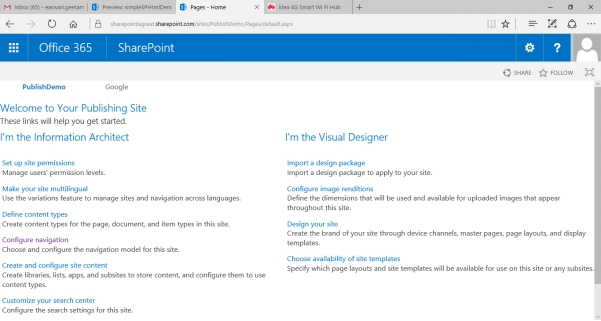 Inbox (65) - easwari.geetam
Preview: simpleSPHtmlDem
Pages - Home
Idea 4G Smart Wi Fi Hub
sharepointisgreat.sharepoint.com/sites/PublishDemo/Pages/default.aspx
Office 365 SharePoint
SHARE FOLLOW
PublishDemo Google
Welcome to Your Publishing Site
These links will help you get started.
I'm the Information Architect
Set up site permissions
Manage users' permission levels.
Make your site multilingual
Use the variations feature to manage sites and navigation across languages.
Define content types
Create content types for the page, document, and item types in this site.
Configure navigation
Choose and configure the navigation model for this site.
Create and configure site content
Create libraries, lists, apps, and subsites to store content, and configure them to use
content types.
Customize your search center
Configure the search settings for this site.
I'm the Visual Designer
Import a design package
Import a design package to apply to your site.
Configure image renditions
Define the dimensions that will be used and available for uploaded images that appear
throughout this site.
Design your site
Create the brand of your site through device channels, master pages, page layouts, and display
templates.
Choose availability of site templates
Specify which page layouts and site templates will be available for use on this site or any subsites.